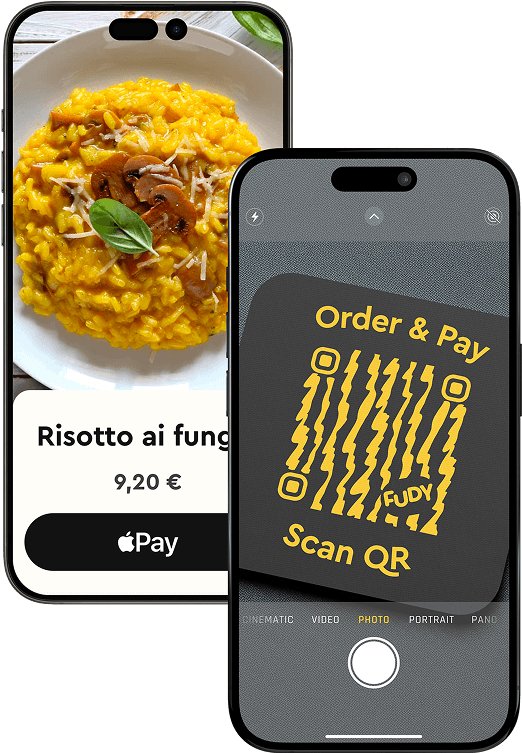 Risotto ai fung
9,20 €
Pay
Order & Pay
FUDY
Scan QR
CINEMATIC VIDEO PHOTO PORTRAIT PANO